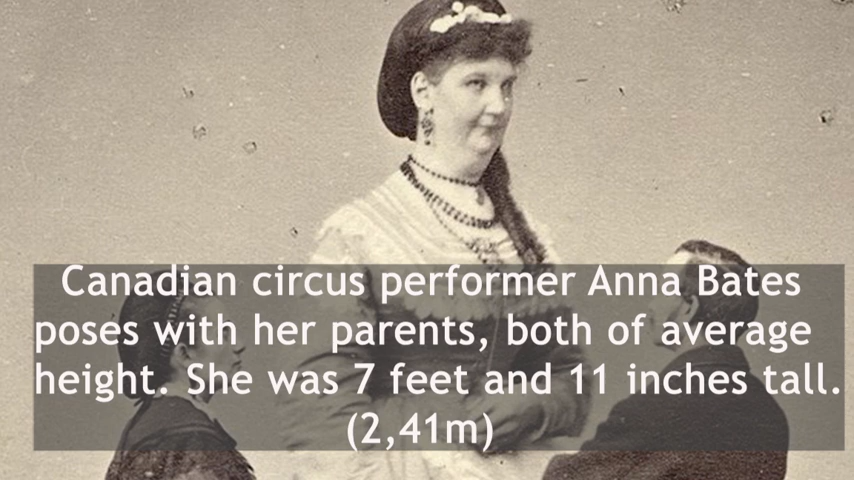 Canadian circus performer Anna Bates
poses with her parents, both of average
height. She was 7 feet and 11 inches tall.
(2,41m)